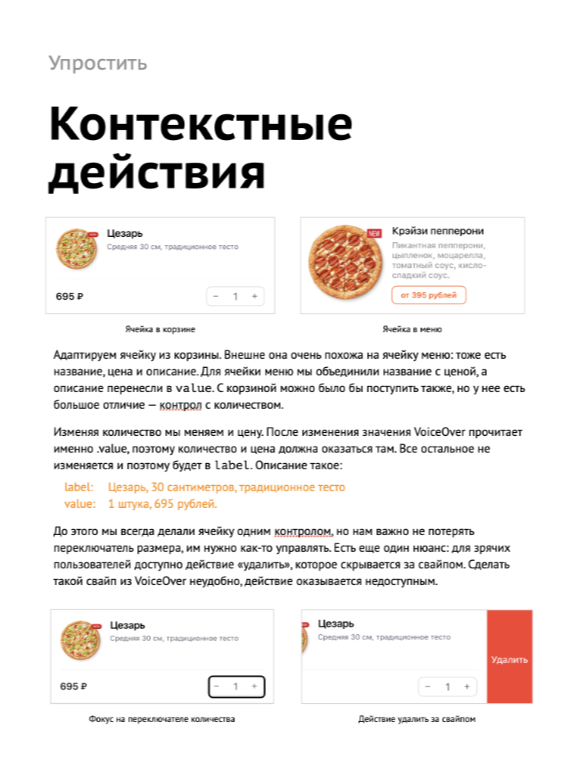 Упростить
Контекстные
действия
Цезарь
Средняя 30 см, традиционное тесто
695 ₽
− 1 +
NEW
Крэйзи пепперони
Пикантная пепперони,
цыпленок, моцарелла,
томатный соус, кисло-
сладкий соус.
от 395 рублей
Ячейка в корзине
Ячейка в меню
Адаптируем ячейку из корзины. Внешне она очень похожа на ячейку меню: тоже есть
название, цена и описание. Для ячейки меню мы объединили название с ценой, а
описание перенесли в value. С корзиной можно было бы поступить также, но у нее есть
большое отличие — контрол с количеством.
Изменяя количество мы меняем и цену. После изменения значения VoiceOver прочитает
именно .value, поэтому количество и цена должна оказаться там. Все остальное не
изменяется и поэтому будет в label. Описание такое:
label: Цезарь, 30 сантиметров, традиционное тесто
value: 1 штука, 695 рублей.
До этого мы всегда делали ячейку одним контролом, но нам важно не потерять
переключатель размера, им нужно как-то управлять. Есть еще один нюанс: для зрячих
пользователей доступно действие «удалить», которое скрывается за свайпом. Сделать
такой свайп из VoiceOver неудобно, действие оказывается недоступным.
Цезарь
Средняя 30 см, традиционное тесто
695 ₽
− 1 +
Цезарь
Средняя 30 см, традиционное тесто
− 1 +
Удалить
Фокус на переключателе количества
Действие удалить за свайпом